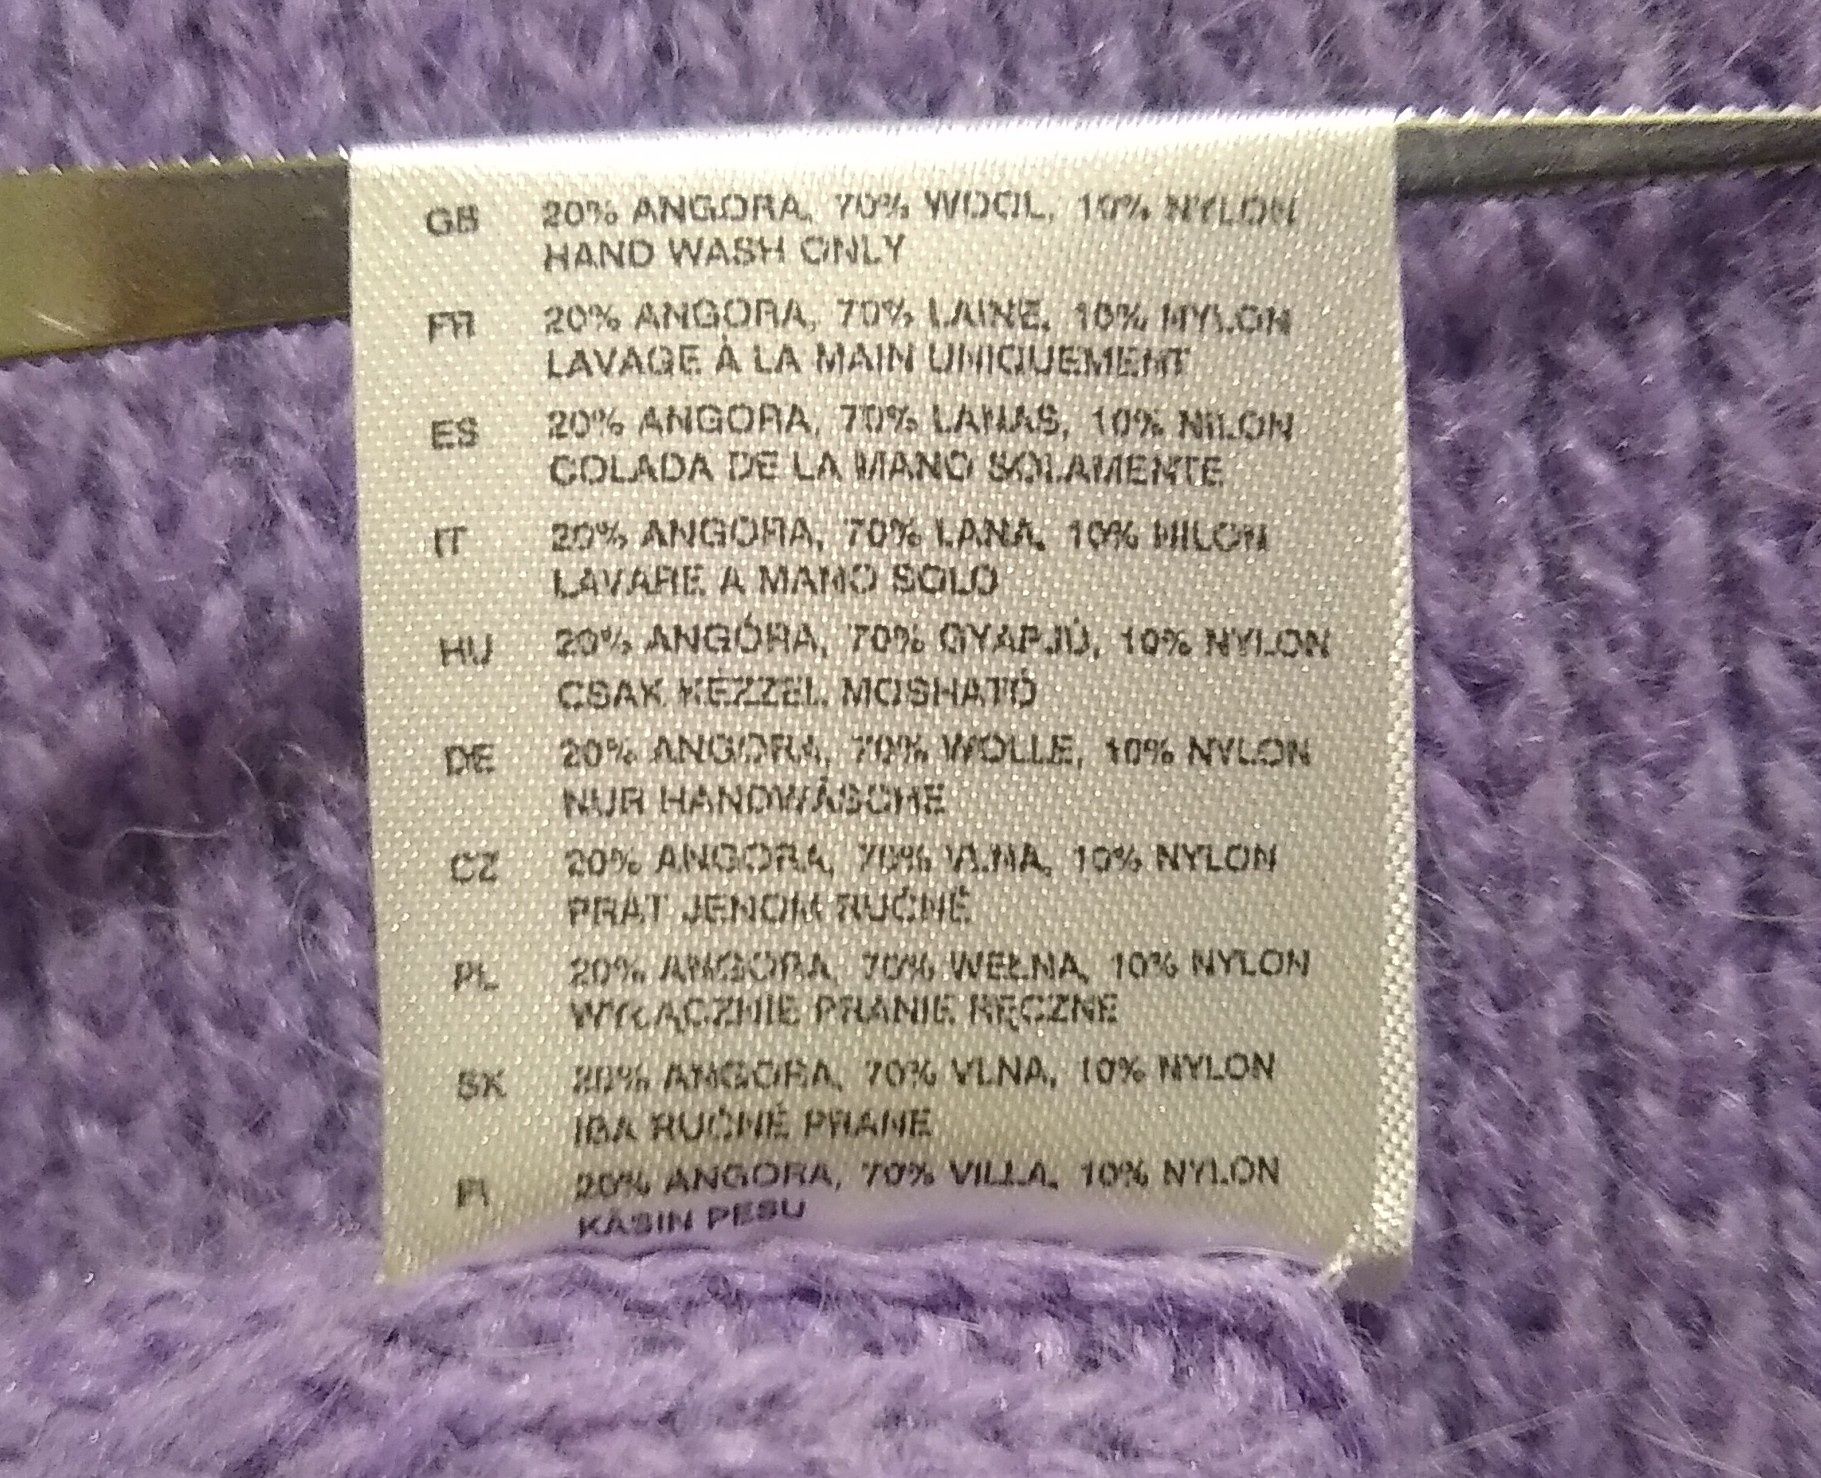 GB 20% ANGORA, 70% WOOL, 10% NYLON
HAND WASH ONLY
FR 20% ANGORA, 70% LAINE, 10% NYLON
LAVAGE À LA MAIN UNIQUEMENT
ES 20% ANGORA, 70% LANAS, 10% NILON
COLADA DE LA MANO SOLAMENTE
IT 20% ANGORA, 70% LANA, 10% NILON
LAVARE A MANO SOLO
HU 20% ANGÓRA, 70% GYAPJÚ, 10% NYLON
CSAK KÉZZEL MOSHATÓ
DE 20% ANGORA, 70% WOLLE, 10% NYLON
NUR HANDWÄSCHE
CZ 20% ANGORA, 70% VLNA, 10% NYLON
PRÁT JENOM RUČNĚ
PL 20% ANGORA, 70% WEŁNA, 10% NYLON
WYŁĄCZNIE PRANIE RĘCZNE
SK 20% ANGORA, 70% VLNA, 10% NYLON
IBA RUČNÉ PRANE
FI 20% ANGORA, 70% VILLA, 10% NYLON
KÄSIN PESU